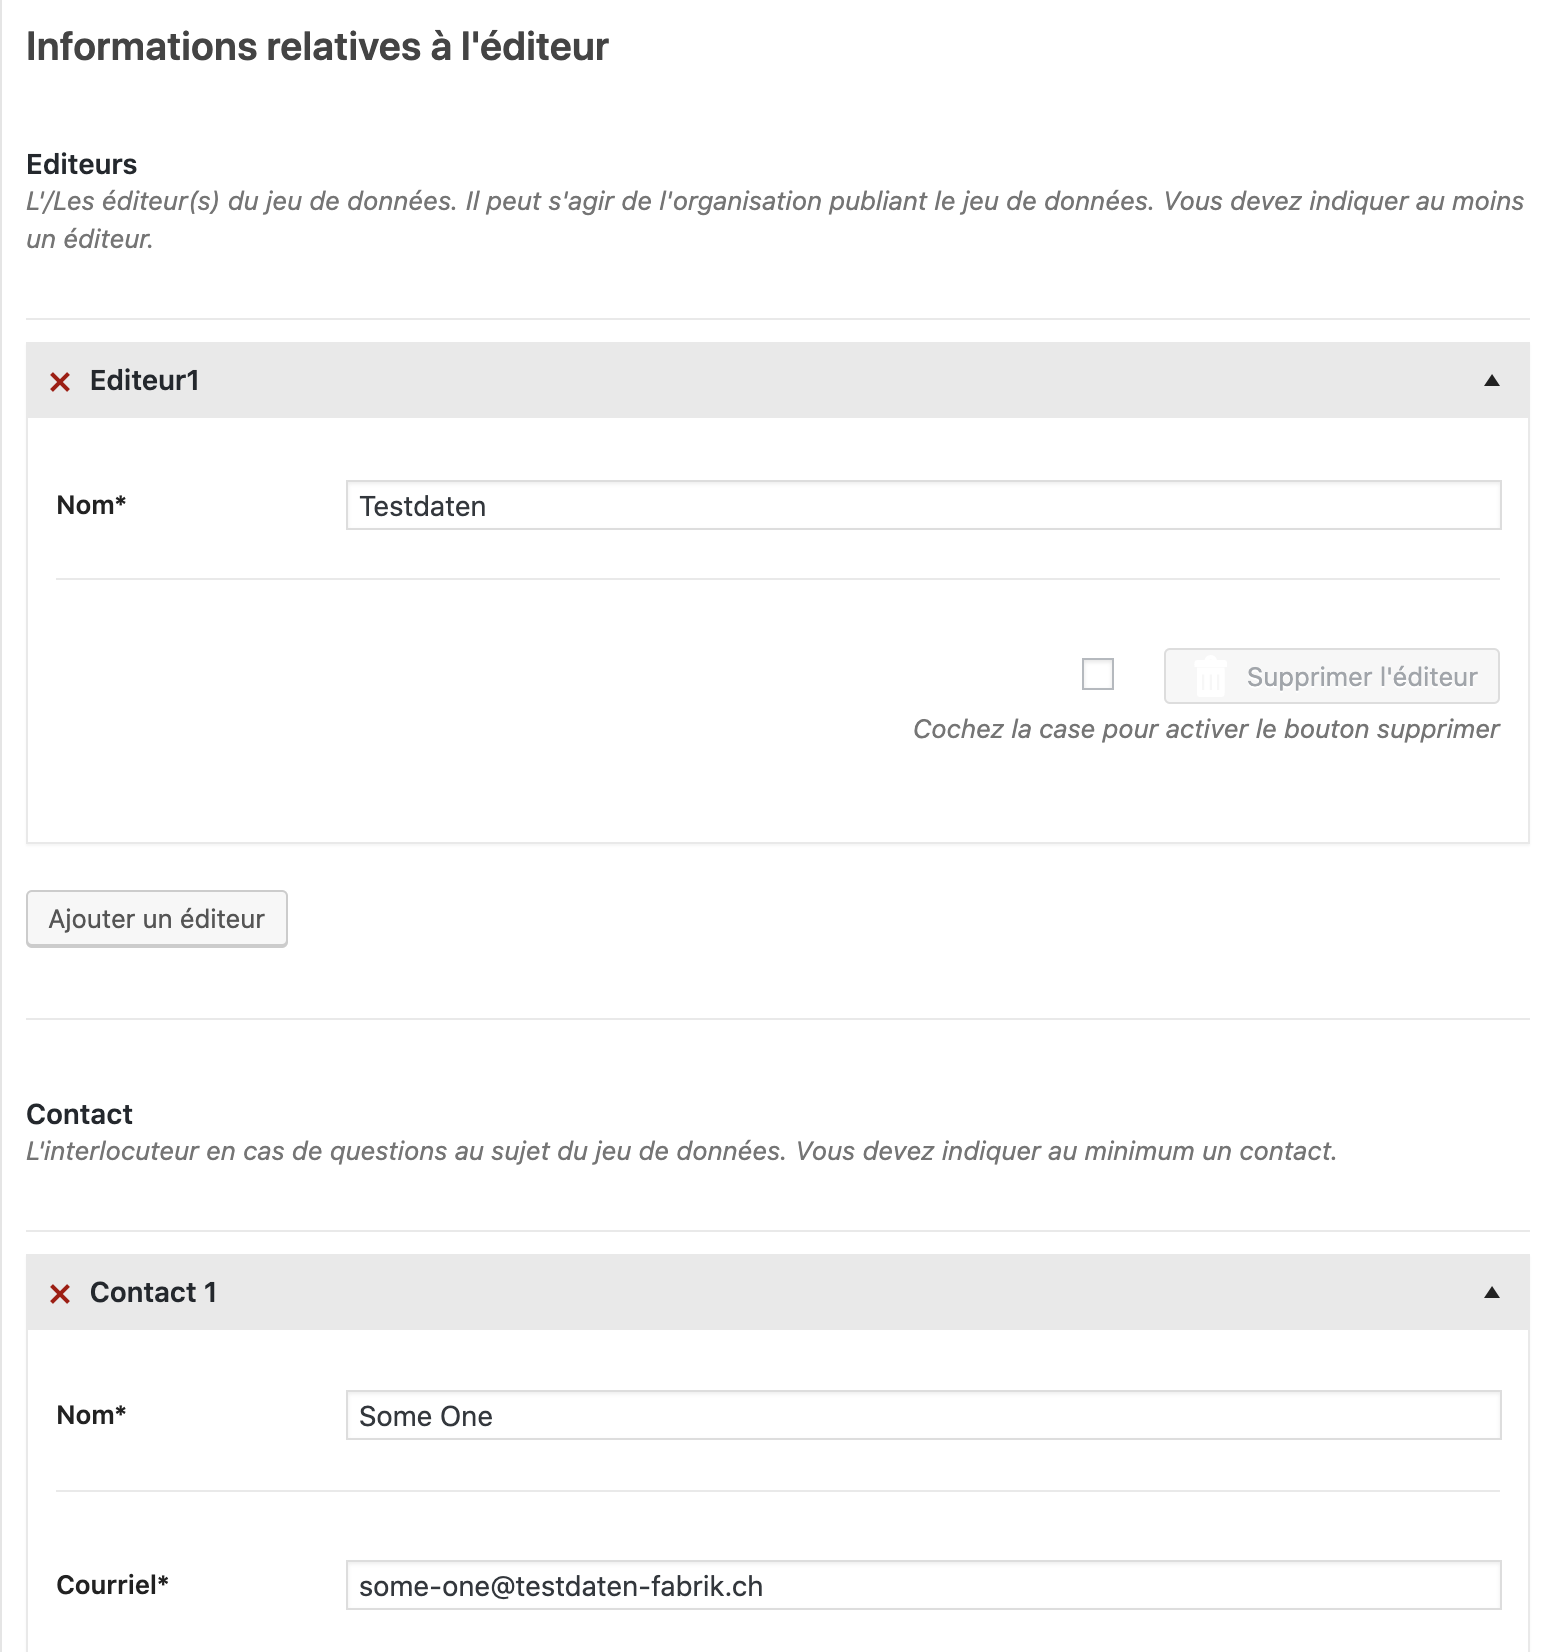 Informations relatives à l'éditeur
Editeurs
L'/Les éditeur(s) du jeu de données. Il peut s'agir de l'organisation publiant le jeu de données. Vous devez indiquer au moins
un éditeur.
Editeur1
Nom*
Testdaten
Supprimer l'éditeur
Cochez la case pour activer le bouton supprimer
Ajouter un éditeur
Contact
L'interlocuteur en cas de questions au sujet du jeu de données. Vous devez indiquer au minimum un contact.
Contact 1
Nom*
Some One
Courriel*
some-one@testdaten-fabrik.ch